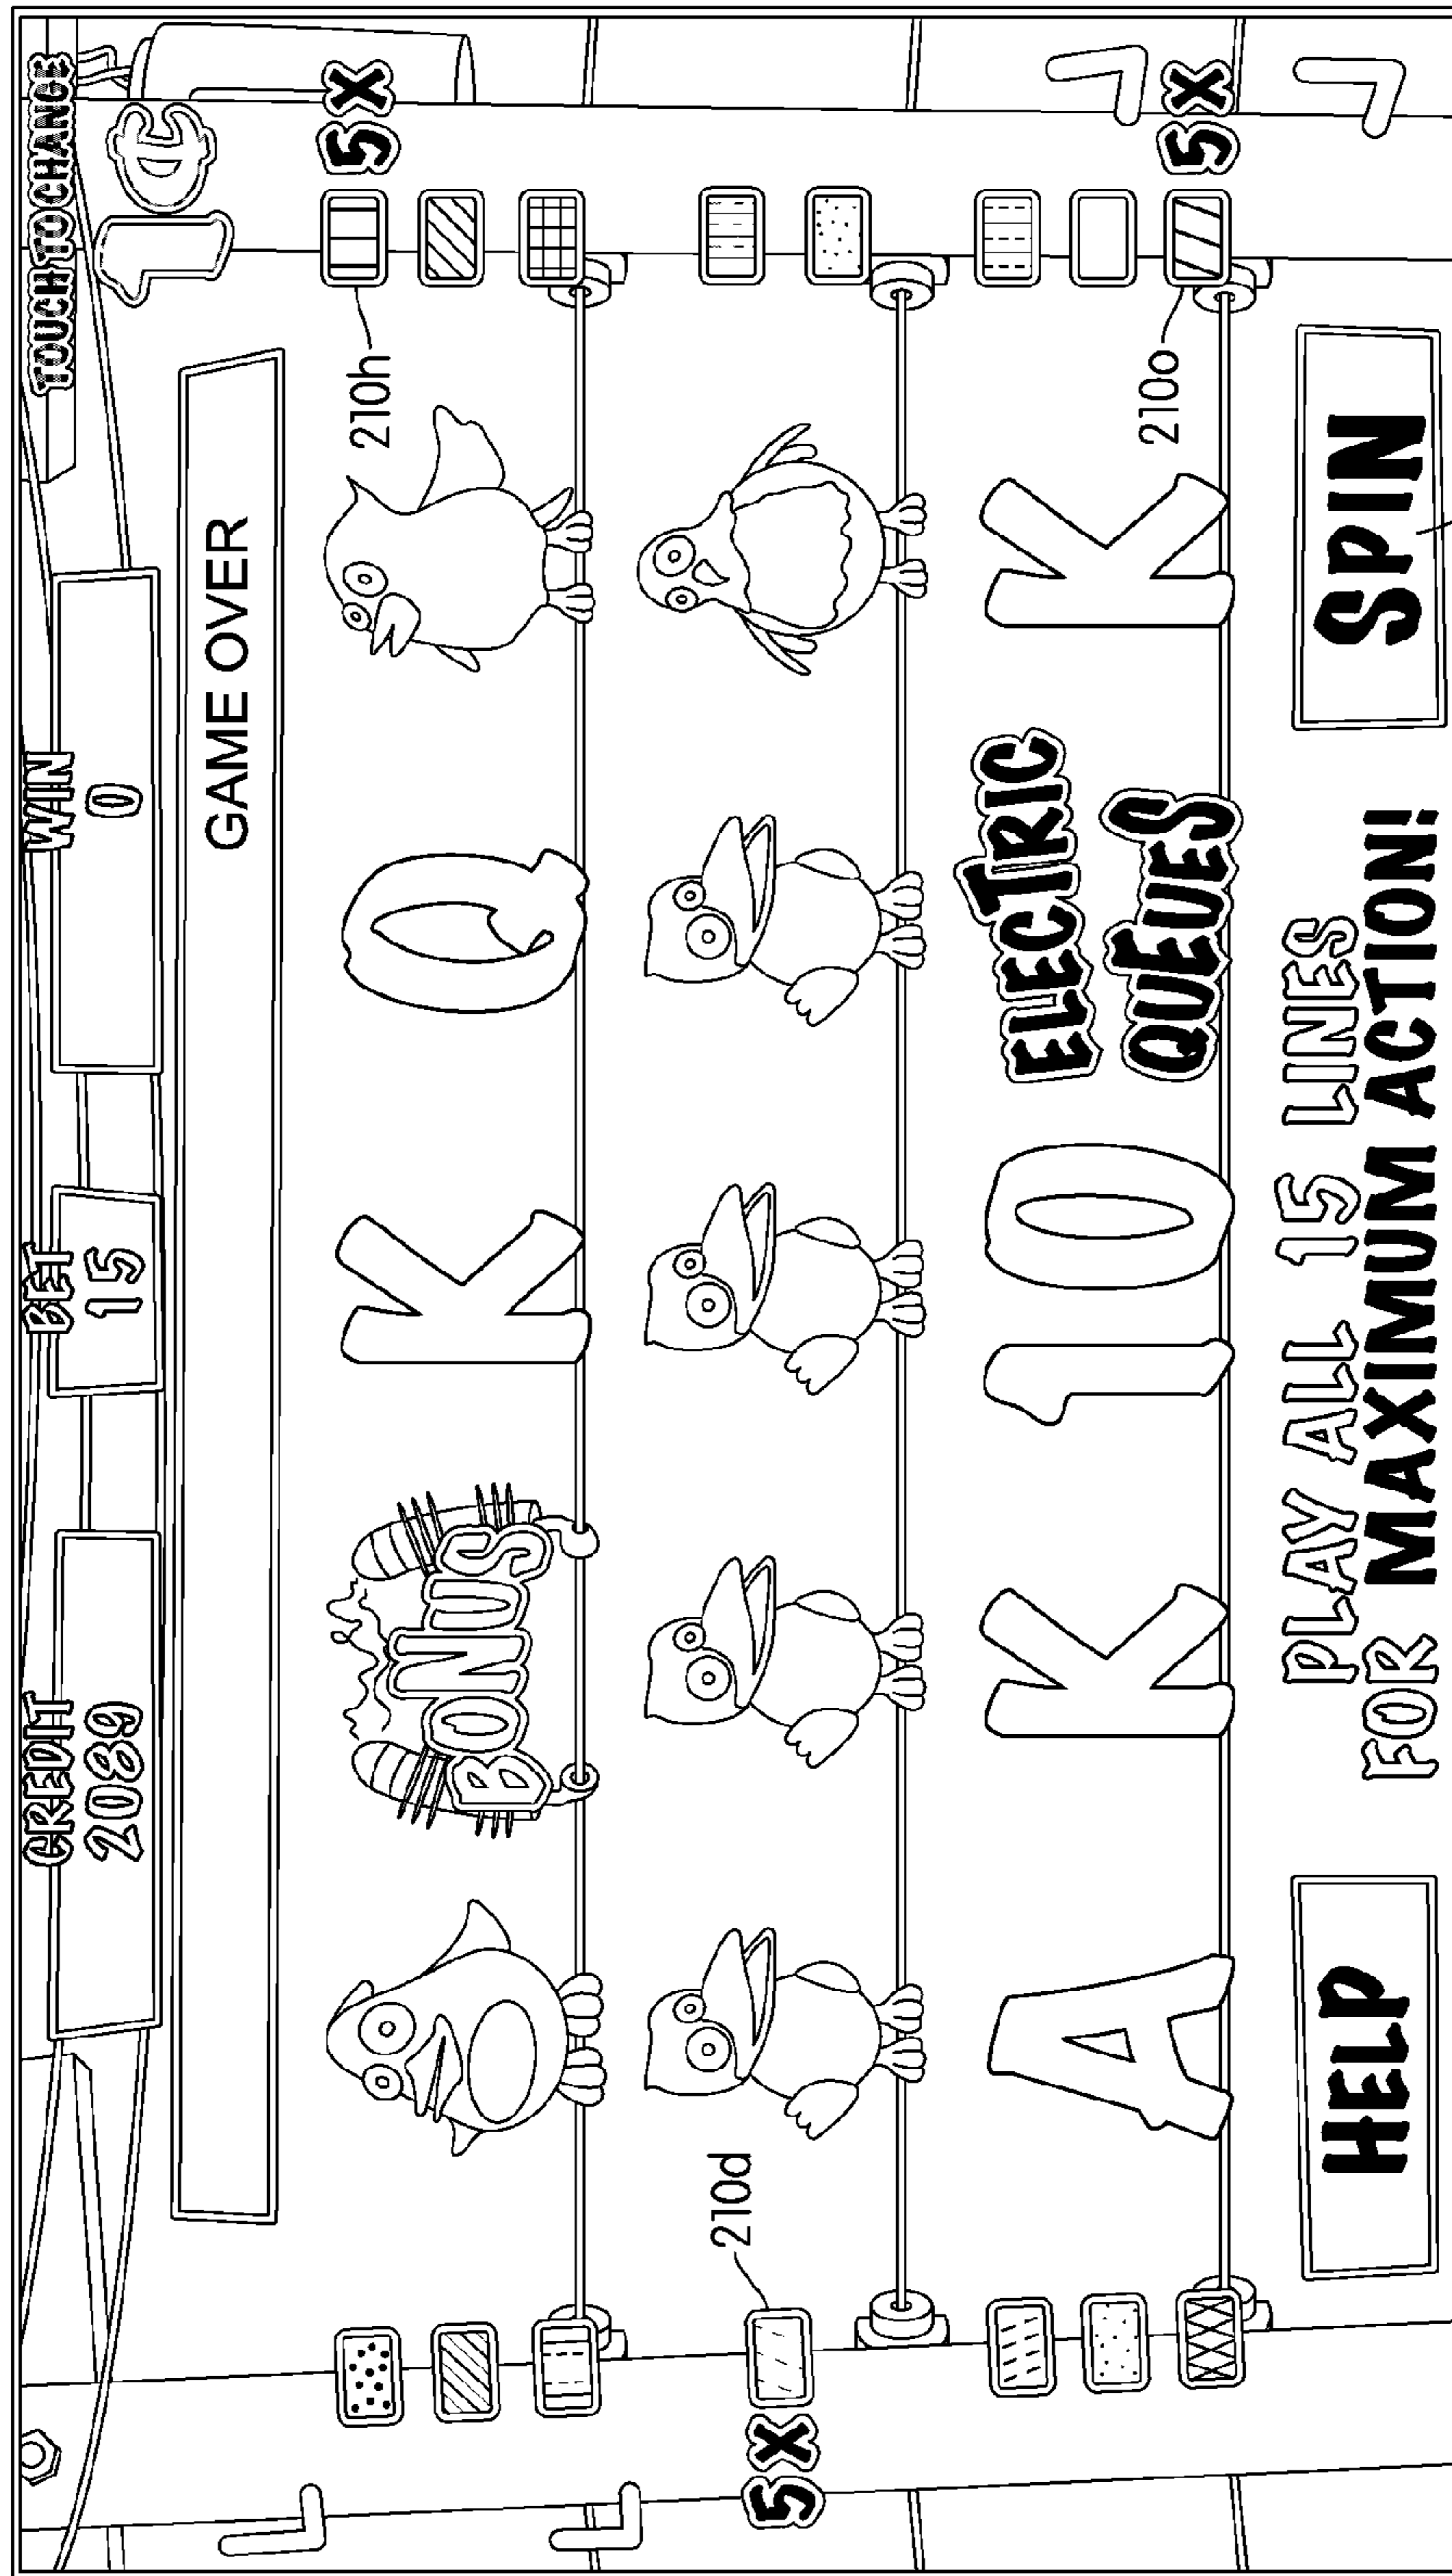 CREDIT
2089
BET
15
WIN
0
TOUCH TO CHANGE
1¢
GAME OVER
BONUS
K
Q
210h
5X
5X
210d
A
K
10
ELECTRIC
QUEUES
K
210o
5X
HELP
PLAY ALL 15 LINES
FOR MAXIMUM ACTION!
SPIN